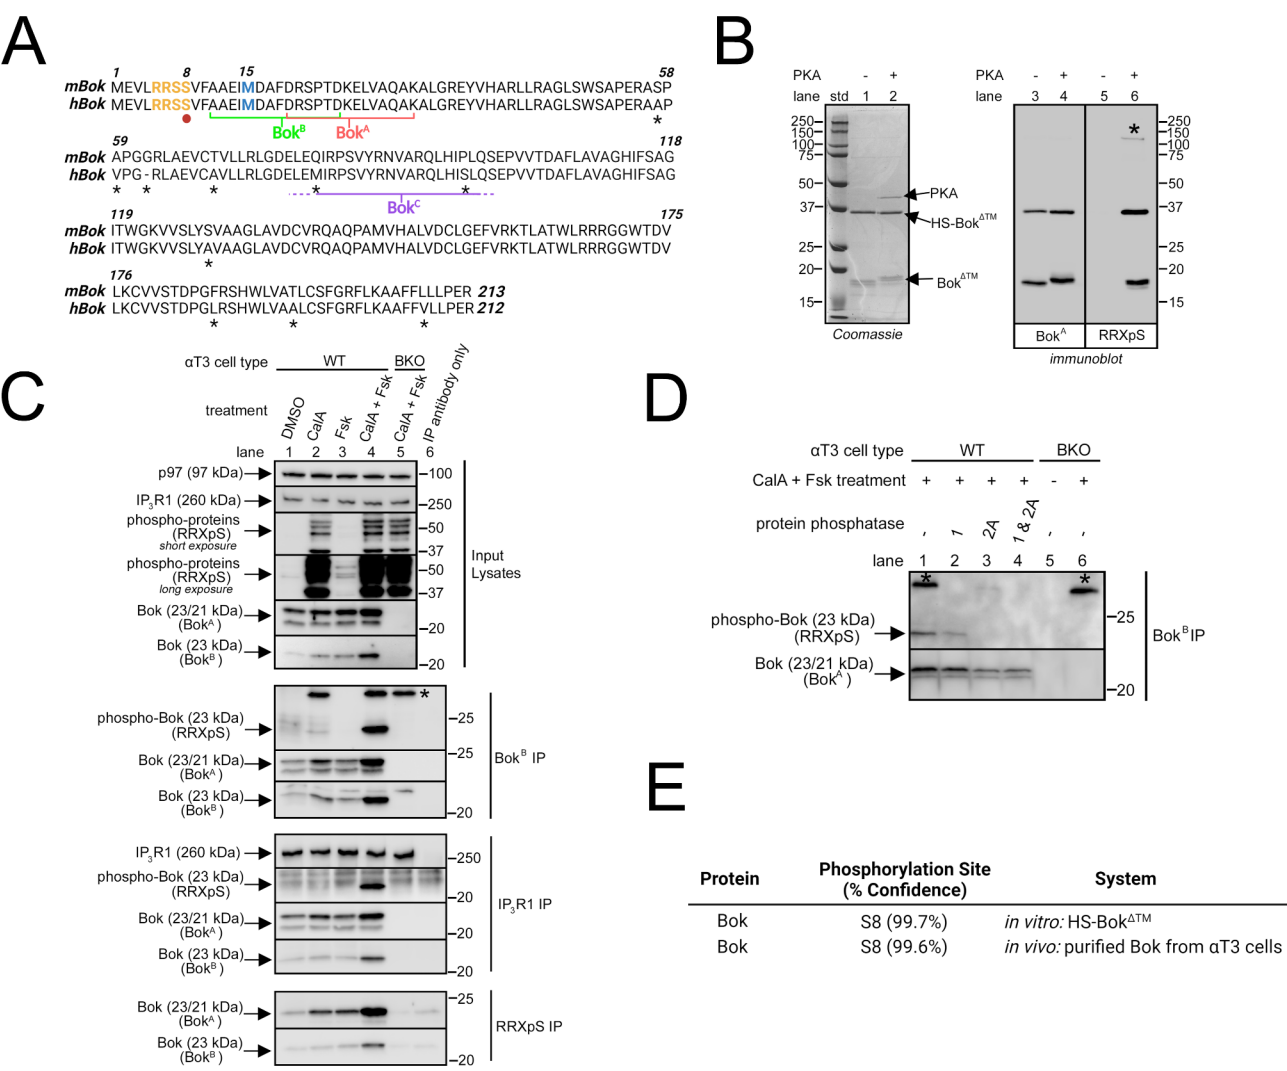 A
1 8 15 58
mBok MEVLRRSSVFAAEIMDAFDRSPTDKELVAQAKALGREYVHARLLRAGLSWSAPERASP
hBok MEVLRRSSVFAAEIMDAFDRSPTDKELVAQAKALGREYVHARLLRAGLSWSAPERAAP
BokB BokA *
59 118
mBok APGGRLAEVCTVLLRLGDELEQIRPSVYRNVARQLHIPLQSEPVVTDAFLAVAGHIFSAG
hBok VPG-RLAEVCAVLLRLGDELEMIRPSVYRNVARQLHISLQSEPVVTDAFLAVAGHIFSAG
* * * * *
BokC
119 175
mBok ITWGKVVSLYSVAAGLAVDCVRQAQPAMVHALVDCLGEFVRKTLATWLRRRGGWTDV
hBok ITWGKVVSLYAVAAGLAVDCVRQAQPAMVHALVDCLGEFVRKTLATWLRRRGGWTDV
*
176
mBok LKCVVSTDPGFRSHWLVATLCSFGRFLKAAFFLLLPER 213
hBok LKCVVSTDPGLRSHWLVAALCSFGRFLKAAFFVLLPER 212
* * *
B
PKA - +
lane std 1 2
250
150
100
75
50
37
25
20
15
PKA
HS-BokΔTM
BokΔTM
Coomassie
PKA - + - +
lane 3 4 5 6
*
250
150
100
75
50
37
25
20
15
250
150
100
75
50
37
25
20
15
BokA RRXpS
immunoblot
C
αT3 cell type WT BKO
treatment DMSO CalA Fsk CalA + Fsk CalA + Fsk IP antibody only
lane 1 2 3 4 5 6
p97 (97 kDa) 100
IP3R1 (260 kDa) 250
phospho-proteins
(RRXpS) 50
short exposure 37
phospho-proteins
(RRXpS) 50
long exposure 37
Bok (23/21 kDa)
(BokA) 20
Bok (23 kDa)
(BokB) 20
Input
Lysates
*
phospho-Bok (23 kDa) 25
(RRXpS)
Bok (23/21 kDa) 25
(BokA)
Bok (23 kDa)
(BokB) 20
BokB IP
IP3R1 (260 kDa) 250
phospho-Bok (23 kDa)
(RRXpS) 20
Bok (23/21 kDa)
(BokA) 20
Bok (23 kDa)
(BokB) 20
IP3R1 IP
Bok (23/21 kDa) 25
(BokA)
Bok (23 kDa)
(BokB) 20
RRXpS IP
D
αT3 cell type WT BKO
CalA + Fsk treatment + + + + - +
protein phosphatase - 1 2A 1 & 2A - -
lane 1 2 3 4 5 6
* *
25
phospho-Bok (23 kDa)
(RRXpS)
Bok (23/21 kDa)
(BokA) 20
BokB IP
E
Protein Phosphorylation Site (% Confidence) System
Bok S8 (99.7%) in vitro: HS-BokΔTM
Bok S8 (99.6%) in vivo: purified Bok from αT3 cells